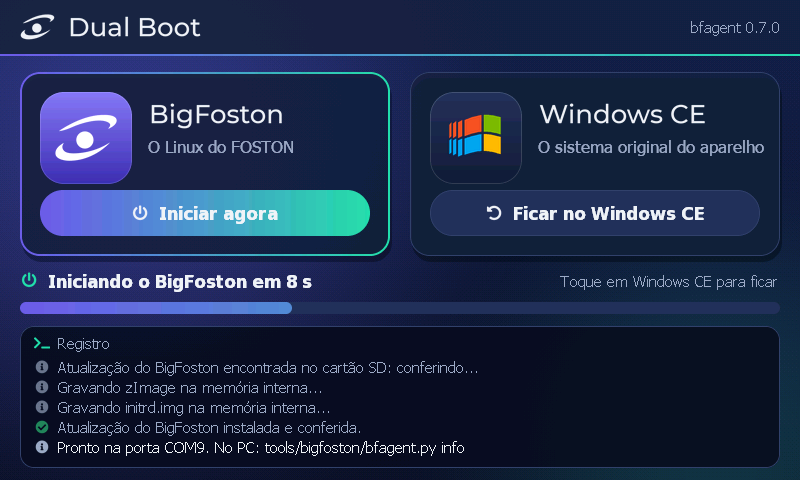 Dual Boot
bfagent 0.7.0
BigFoston
O Linux do FOSTON
Iniciar agora
Windows CE
O sistema original do aparelho
Ficar no Windows CE
Iniciando o BigFoston em 8 s
Toque em Windows CE para ficar
Registro
Atualização do BigFoston encontrada no cartão SD: conferindo...
Gravando zImage na memória interna...
Gravando initrd.img na memória interna...
Atualização do BigFoston instalada e conferida.
Pronto na porta COM9. No PC: tools/bigfoston/bfagent.py info